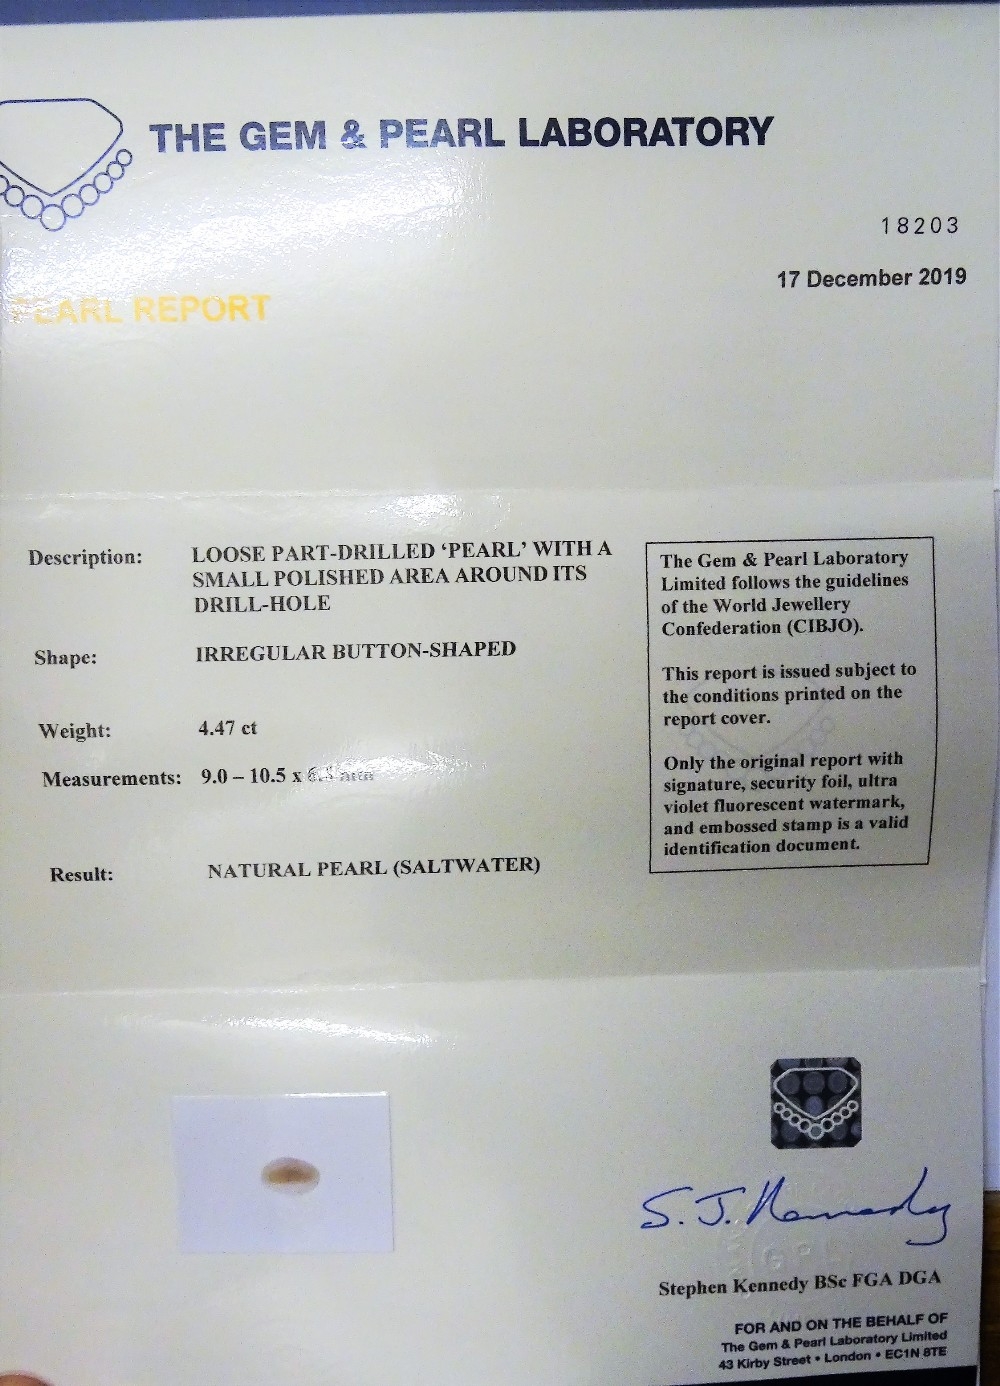 THE GEM & PEARL LABORATORY
18203
17 December 2019
PEARL REPORT
Description: LOOSE PART-DRILLED ‘PEARL’ WITH A
SMALL POLISHED AREA AROUND ITS
DRILL-HOLE
Shape: IRREGULAR BUTTON-SHAPED
Weight: 4.47 ct
Measurements: 9.0 – 10.5 x
Result: NATURAL PEARL (SALTWATER)
The Gem & Pearl Laboratory
Limited follows the guidelines
of the World Jewellery
Confederation (CIBJO).
This report is issued subject to
the conditions printed on the
report cover.
Only the original report with
signature, security foil, ultra
violet fluorescent watermark,
and embossed stamp is a valid
identification document.
S. J. Kennedy
GPL
Stephen Kennedy BSc FGA DGA
FOR AND ON THE BEHALF OF
The Gem & Pearl Laboratory Limited
43 Kirby Street • London • EC1N 8TE